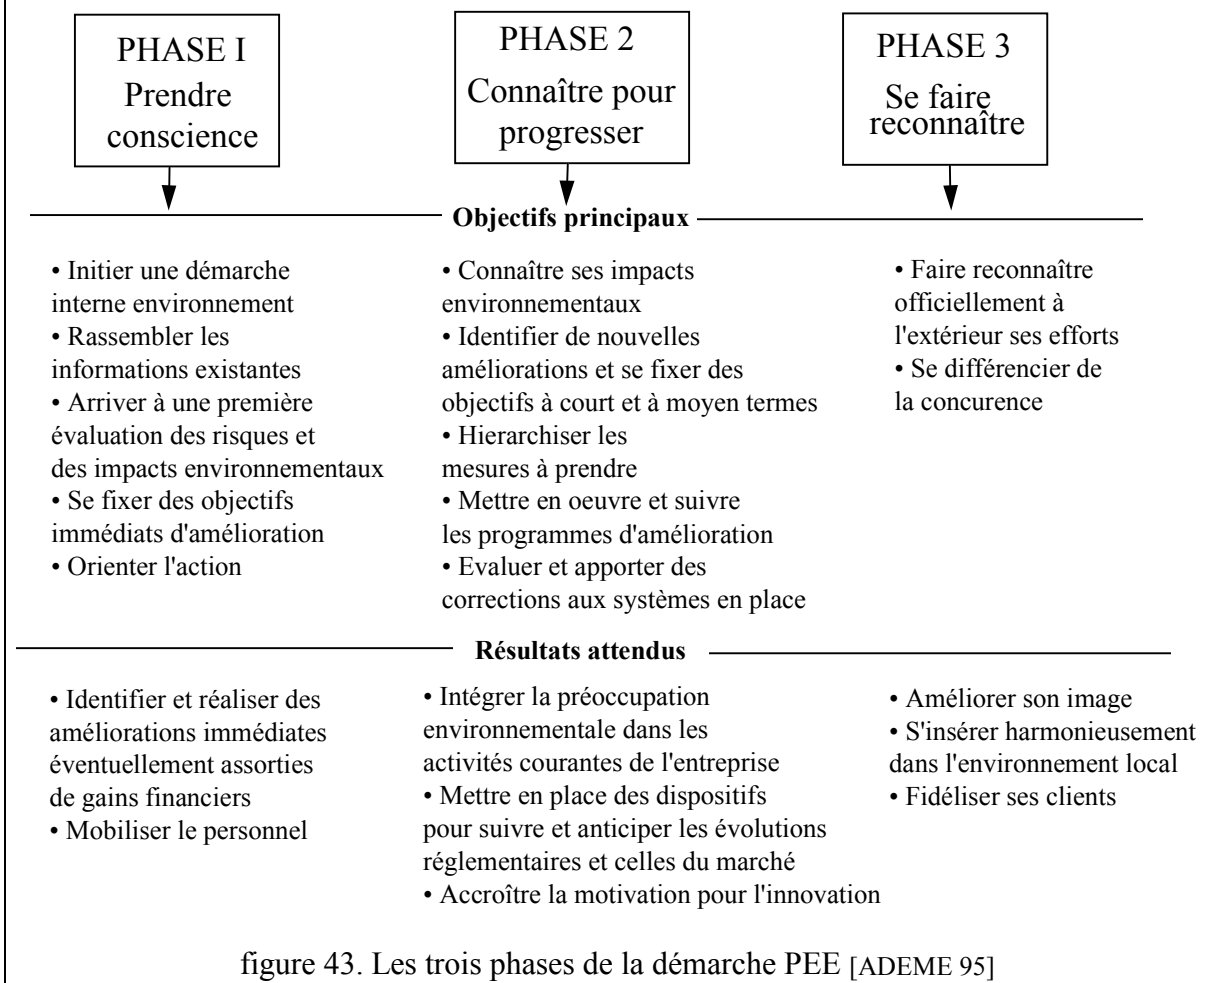 PHASE I
Prendre
conscience
PHASE 2
Connaître pour
progresser
PHASE 3
Se faire
reconnaître
Objectifs principaux
• Initier une démarche
interne environnement
• Rassembler les
informations existantes
• Arriver à une première
évaluation des risques et
des impacts environnementaux
• Se fixer des objectifs
immédiats d'amélioration
• Orienter l'action
• Connaître ses impacts
environnementaux
• Identifier de nouvelles
améliorations et se fixer des
objectifs à court et à moyen termes
• Hierarchiser les
mesures à prendre
• Mettre en oeuvre et suivre
les programmes d'amélioration
• Evaluer et apporter des
corrections aux systèmes en place
• Faire reconnaître
officiellement à
l'extérieur ses efforts
• Se différencier de
la concurence
Résultats attendus
• Identifier et réaliser des
améliorations immédiates
éventuellement assorties
de gains financiers
• Mobiliser le personnel
• Intégrer la préoccupation
environnementale dans les
activités courantes de l'entreprise
• Mettre en place des dispositifs
pour suivre et anticiper les évolutions
réglementaires et celles du marché
• Accroître la motivation pour l'innovation
• Améliorer son image
• S'insérer harmonieusement
dans l'environnement local
• Fidéliser ses clients
figure 43. Les trois phases de la démarche PEE [ADEME 95]